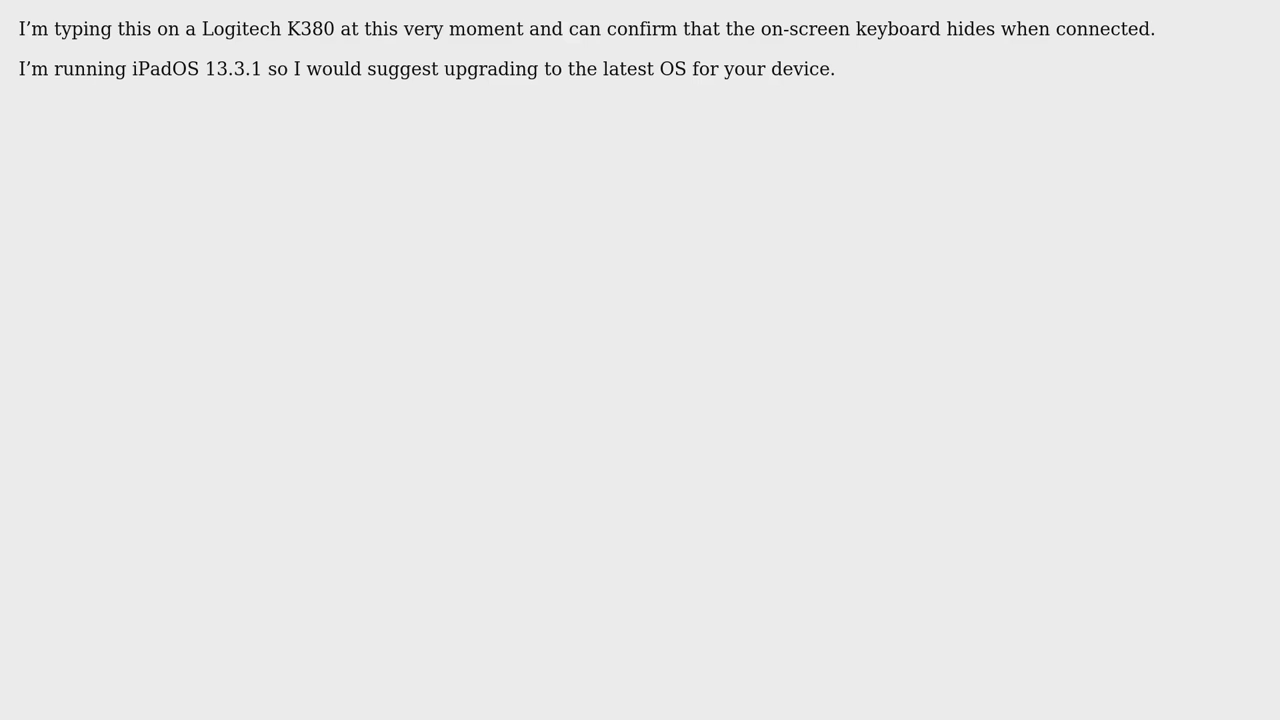 I’m typing this on a Logitech K380 at this very moment and can confirm that the on-screen keyboard hides when connected.
I’m running iPadOS 13.3.1 so I would suggest upgrading to the latest OS for your device.